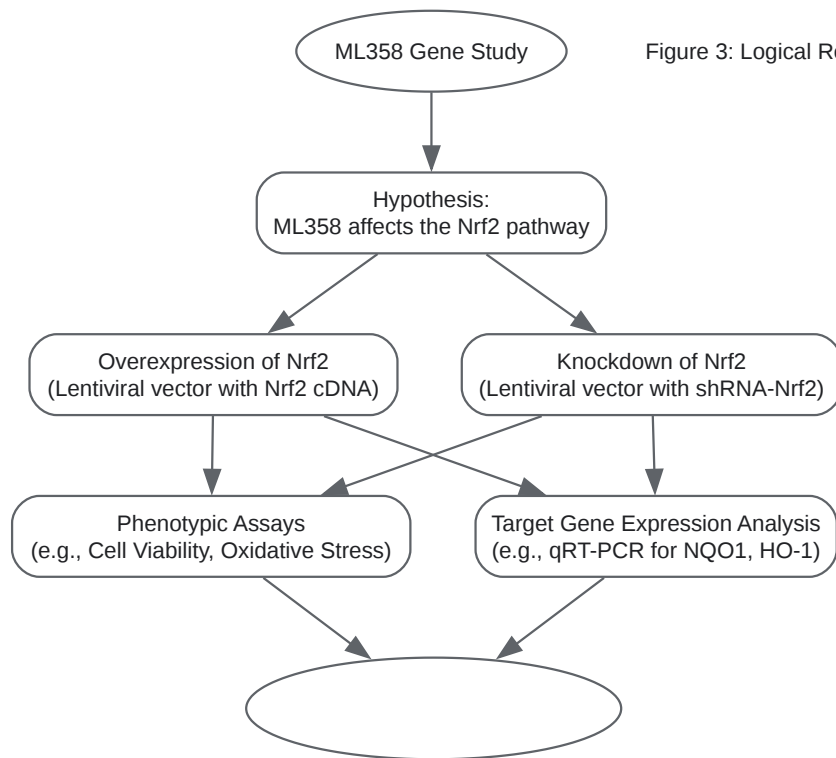 ML358 Gene Study
Figure 3: Logical R
Hypothesis:
ML358 affects the Nrf2 pathway
Overexpression of Nrf2
(Lentiviral vector with Nrf2 cDNA)
Knockdown of Nrf2
(Lentiviral vector with shRNA-Nrf2)
Phenotypic Assays
(e.g., Cell Viability, Oxidative Stress)
Target Gene Expression Analysis
(e.g., qRT-PCR for NQO1, HO-1)